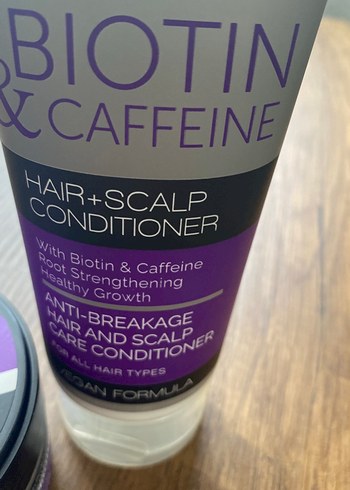 BIOTIN
& CAFFEINE
HAIR+SCALP
CONDITIONER
With Biotin & Caffeine
Root Strengthening
Healthy Growth
ANTI-BREAKAGE
HAIR AND SCALP
CARE CONDITIONER
FOR ALL HAIR TYPES
VEGAN FORMULA